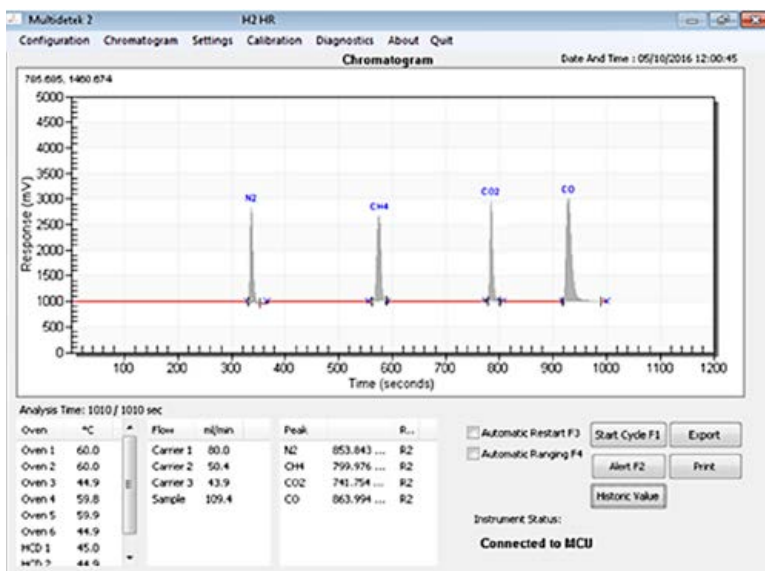 Multidetek 2 H2 HR
Configuration Chromatogram Settings Calibration Diagnostics About Quit
Chromatogram Date And Time : 05/10/2016 12:00:45
785.685, 1460.674
5000
4500
4000
3500
3000
2500
2000
1500
1000
500
0
Response (mV)
N2 CH4 CO2 CO
100 200 300 400 500 600 700 800 900 1000 1100 1200
Time (seconds)
Analysis Time: 1010 / 1010 sec
Oven °C Flow ml/min Peak R...
Oven 1 60.0 Carrier 1 80.0 N2 853.843 ... R2
Oven 2 60.0 Carrier 2 50.4 CH4 799.976 ... R2
Oven 3 44.9 Carrier 3 43.9 CO2 741.754 ... R2
Oven 4 59.8 Sample 109.4 CO 863.994 ... R2
Oven 5 59.9
Oven 6 44.9
HCD 1 45.0
HCD 2 44.9
Automatic Restart F3 Start Cycle F1 Export
Automatic Ranging F4 Alert F2 Print
Historic Value
Instrument Status:
Connected to MCU